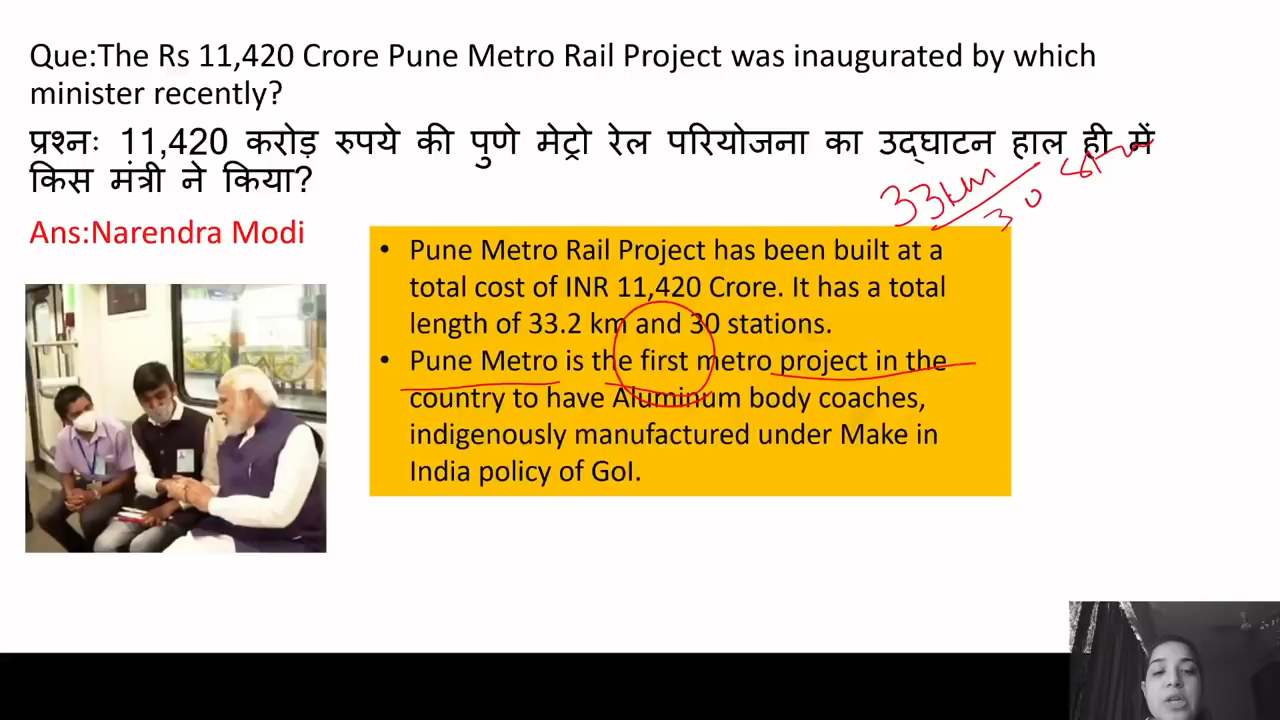 Que:The Rs 11,420 Crore Pune Metro Rail Project was inaugurated by which
minister recently?
प्रश्नः 11,420 करोड़ रुपये की पुणे मेट्रो रेल परियोजना का उद्घाटन हाल ही में
किस मंत्री ने किया?
33km
30
Ans:Narendra Modi
• Pune Metro Rail Project has been built at a
total cost of INR 11,420 Crore. It has a total
length of 33.2 km and 30 stations.
• Pune Metro is the first metro project in the
country to have Aluminum body coaches,
indigenously manufactured under Make in
India policy of GoI.